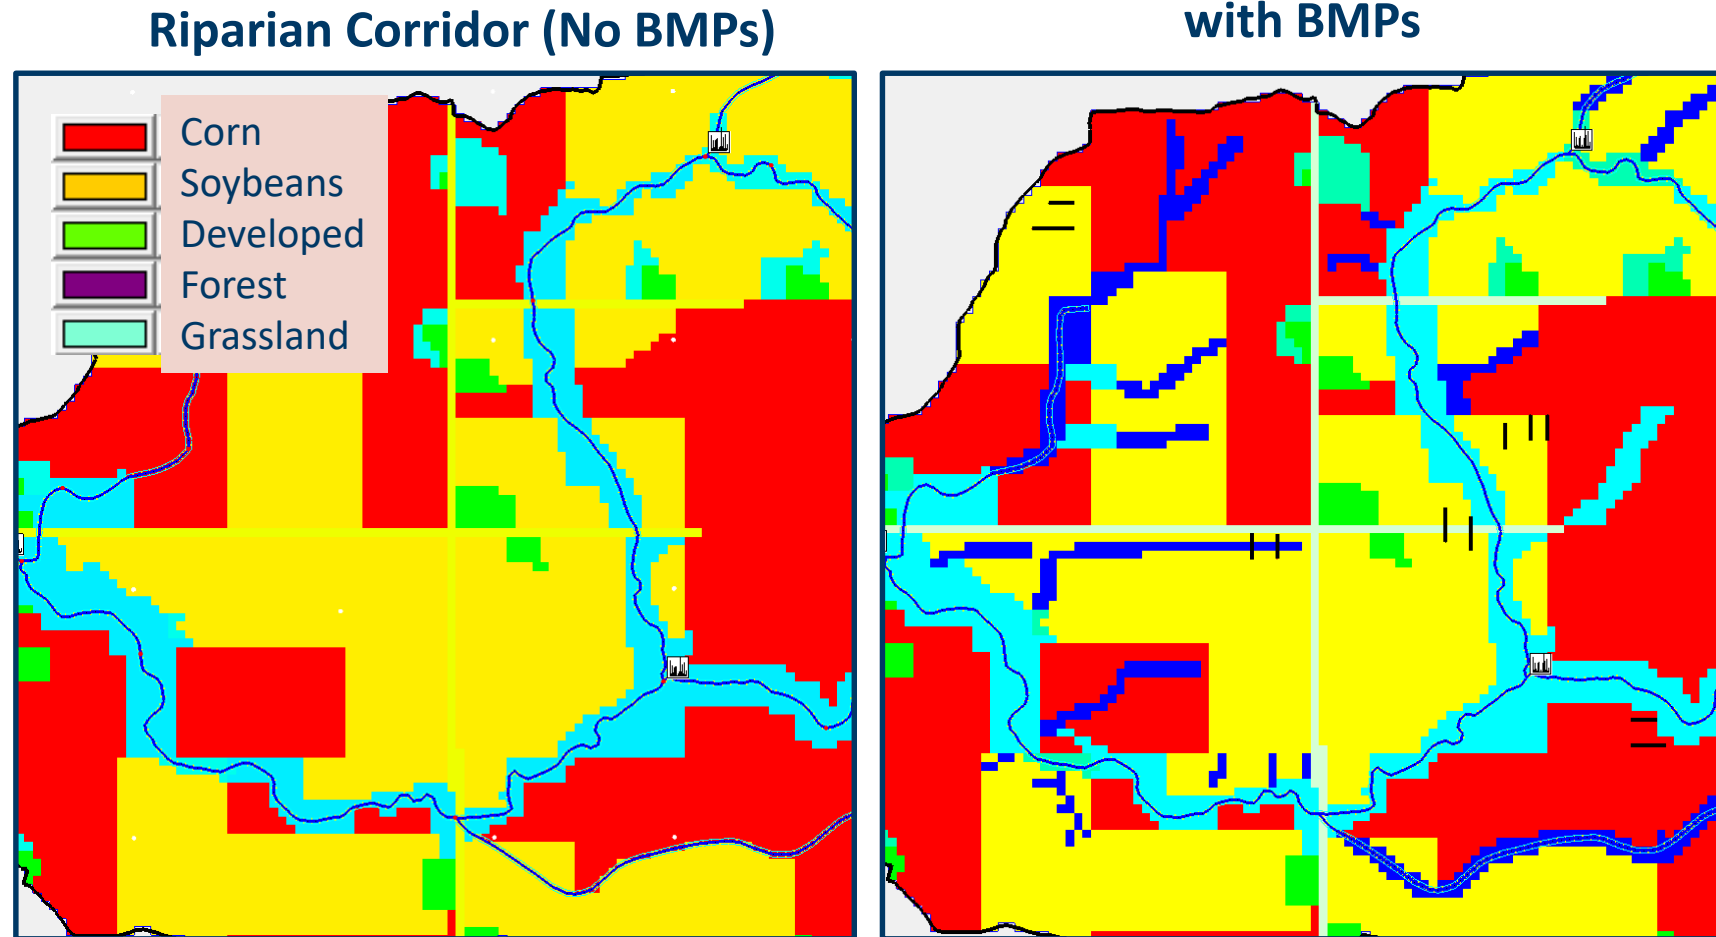 Riparian Corridor (No BMPs)
with BMPs
Corn
Soybeans
Developed
Forest
Grassland